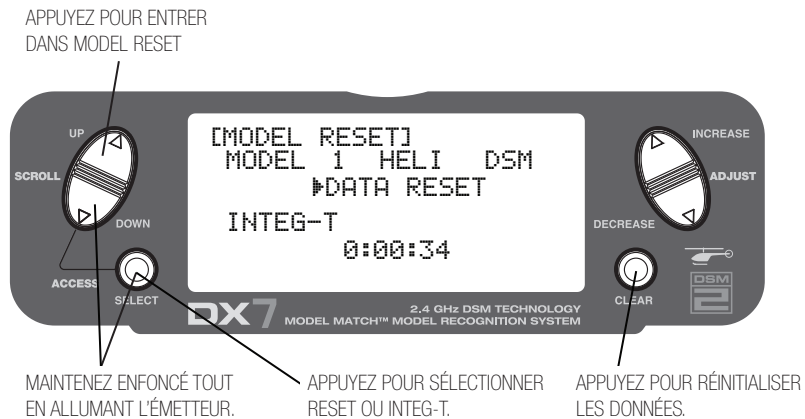 APPUYEZ POUR ENTRER
DANS MODEL RESET
UP
SCROLL
DOWN
ACCESS
SELECT
[MODEL RESET]
MODEL 1 HELI DSM
▶DATA RESET
INTEG-T
0:00:34
INCREASE
ADJUST
DECREASE
CLEAR
DSM
2
DX7
2.4 GHz DSM TECHNOLOGY
MODEL MATCH™ MODEL RECOGNITION SYSTEM
MAINTENEZ ENFONCÉ TOUT
EN ALLUMANT L'ÉMETTEUR.
APPUYEZ POUR SÉLECTIONNER
RESET OU INTEG-T.
APPUYEZ POUR RÉINITIALISER
LES DONNÉES.